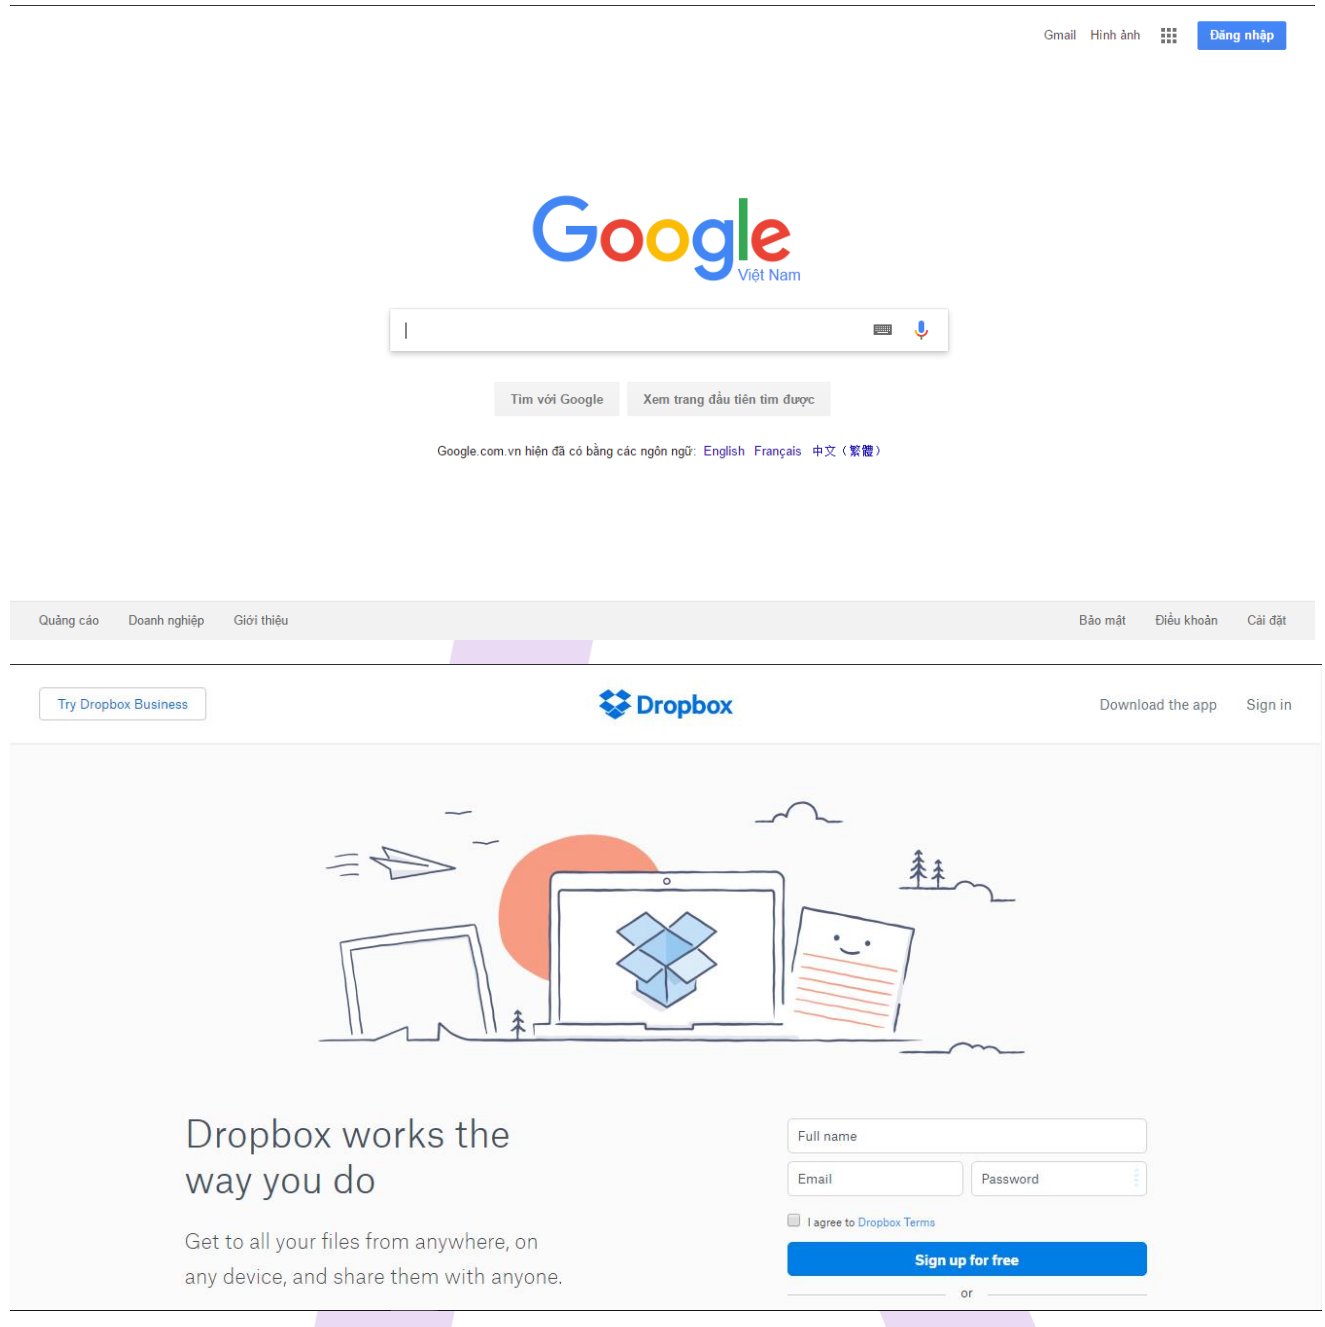 Gmail Hình ảnh Đăng nhập
Google
Việt Nam
Tìm với Google Xem trang đầu tiên tìm được
Google.com.vn hiện đã có bằng các ngôn ngữ: English Français 中文（繁體）
Quảng cáo Doanh nghiệp Giới thiệu Bảo mật Điều khoản Cài đặt
Try Dropbox Business Dropbox Download the app Sign in
Dropbox works the
way you do
Get to all your files from anywhere, on
any device, and share them with anyone.
Full name
Email Password
I agree to Dropbox Terms
Sign up for free
or